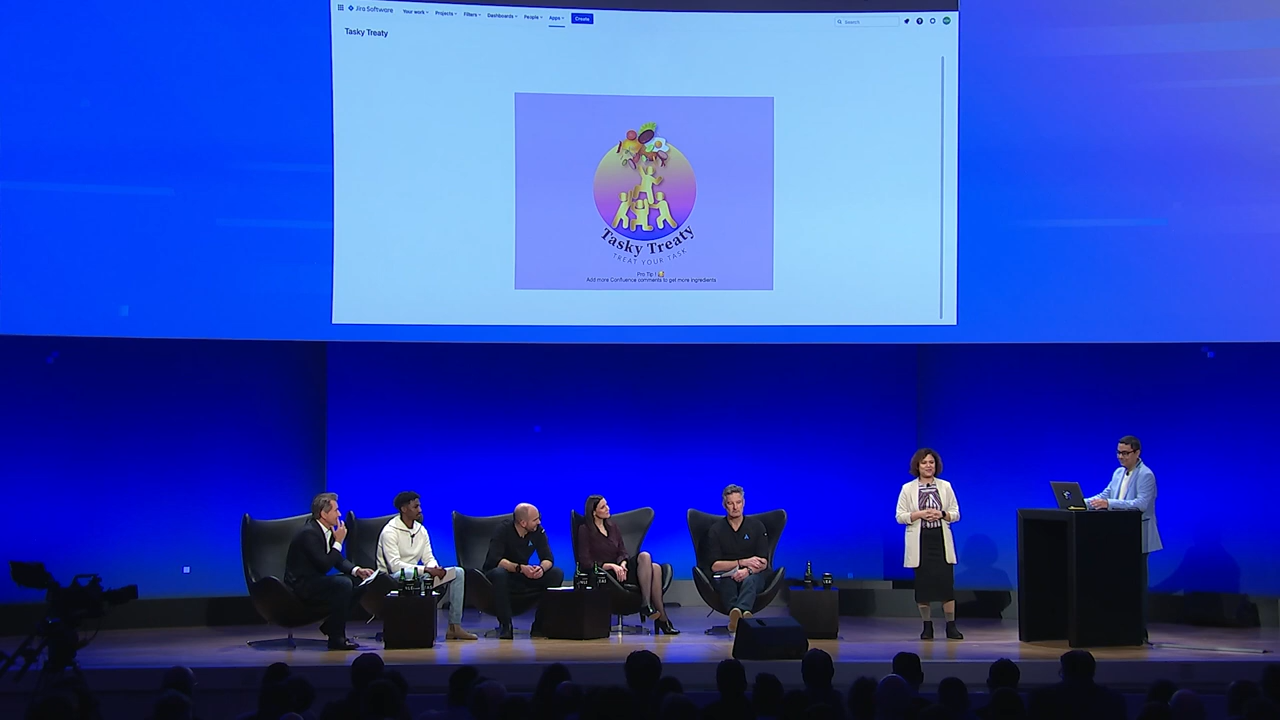 Jira Software Your work Projects Filters Dashboards People Apps Create Search
Tasky Treaty
Tasky Treaty
TREAT YOUR TASK
Pro Tip !
Add more Confluence comments to get more ingredients